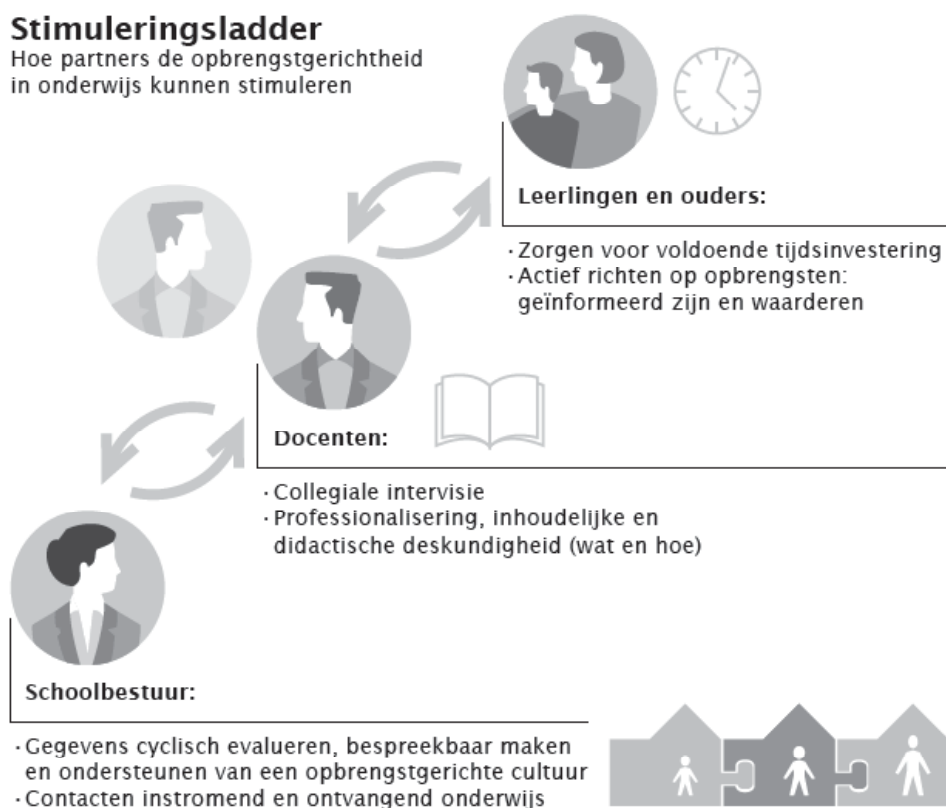 Stimuleringsladder
Hoe partners de opbrengstgerichtheid
in onderwijs kunnen stimuleren
Leerlingen en ouders:
· Zorgen voor voldoende tijdsinvestering
· Actief richten op opbrengsten:
geïnformeerd zijn en waarderen
Docenten:
· Collegiale intervisie
· Professionalisering, inhoudelijke en
didactische deskundigheid (wat en hoe)
Schoolbestuur:
· Gegevens cyclisch evalueren, bespreekbaar maken
en ondersteunen van een opbrengstgerichte cultuur
· Contacten instromend en ontvangend onderwijs